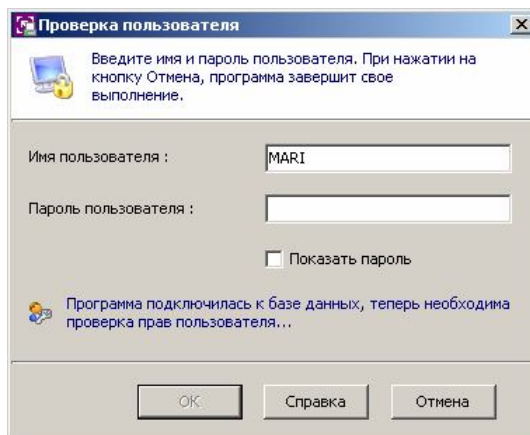 Проверка пользователя
Введите имя и пароль пользователя. При нажатии на
кнопку Отмена, программа завершит свое
выполнение.
Имя пользователя :
MARI
Пароль пользователя :
Показать пароль
Программа подключилась к базе данных, теперь необходима
проверка прав пользователя...
OK
Справка
Отмена